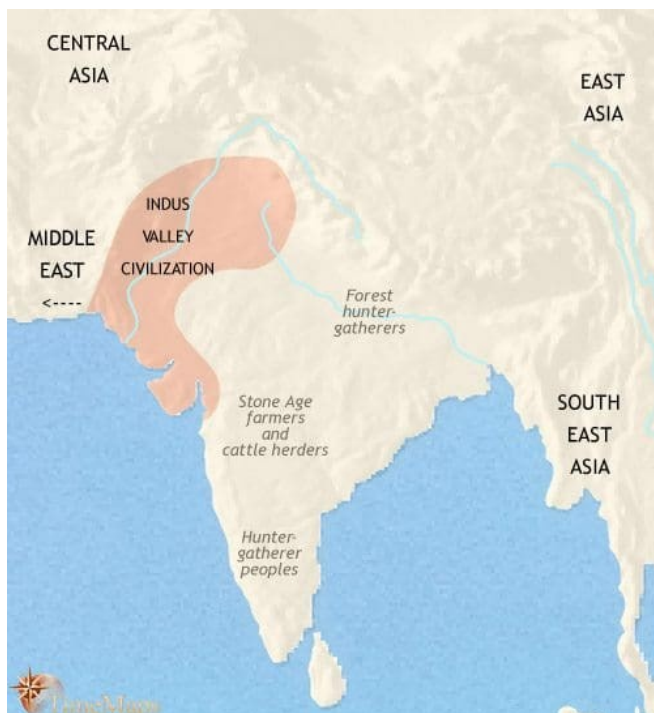 CENTRAL
ASIA
EAST
ASIA
INDUS
VALLEY
CIVILIZATION
MIDDLE
EAST
<----
Forest
hunter-
gatherers
Stone Age
farmers
and
cattle herders
SOUTH
EAST
ASIA
Hunter-
gatherer
peoples
TimeMaps